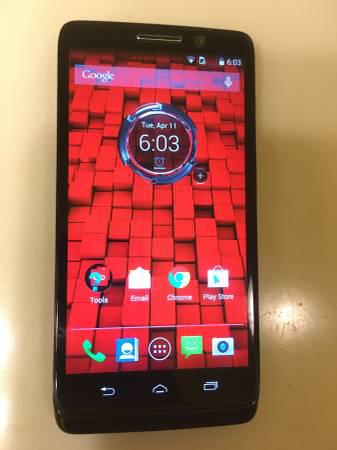 6:03
Google
Tue, Apr 11
6:03
Tools
Email
Chrome
Play Store